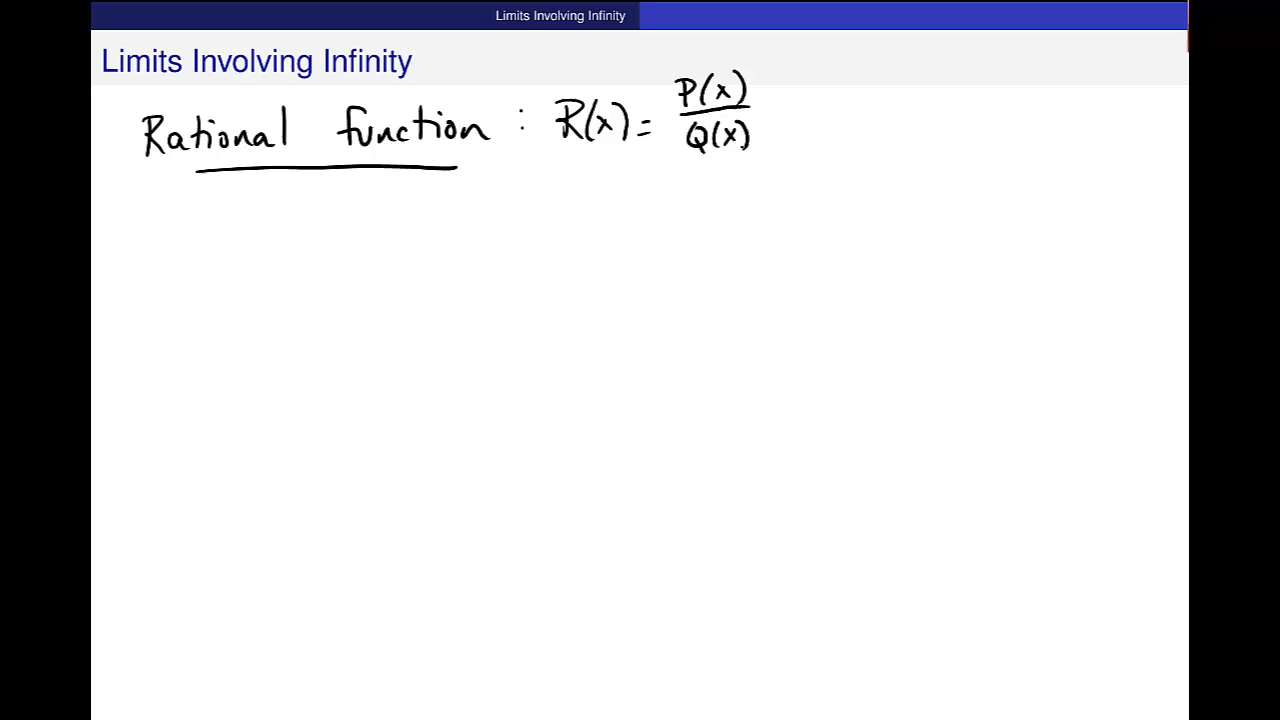 Limits Involving Infinity
Limits Involving Infinity
Rational function : R(x) = P(x)/Q(x)